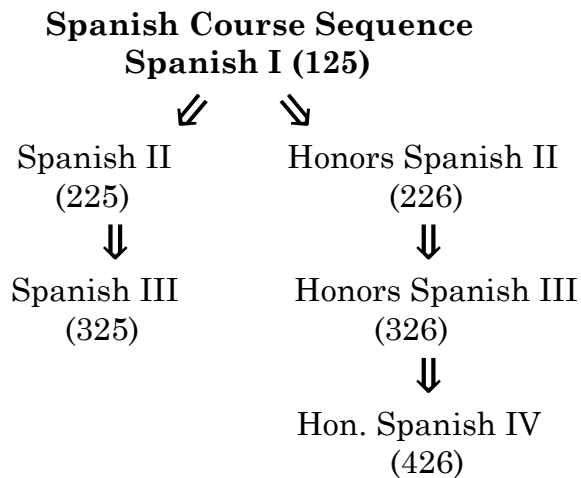 Spanish Course Sequence
Spanish I (125)
⇙ ⇘
Spanish II Honors Spanish II
(225) (226)
⇓ ⇓
Spanish III Honors Spanish III
(325) (326)
⇓
Hon. Spanish IV
(426)